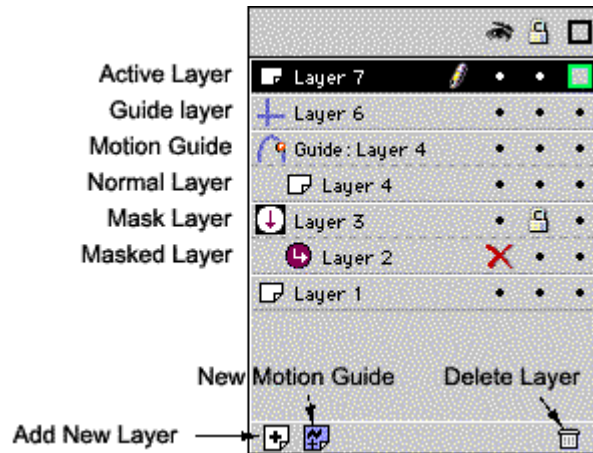 Active Layer Layer 7
Guide layer Layer 6
Motion Guide Guide: Layer 4
Normal Layer Layer 4
Mask Layer Layer 3
Masked Layer Layer 2
Layer 1
New Motion Guide Delete Layer
Add New Layer